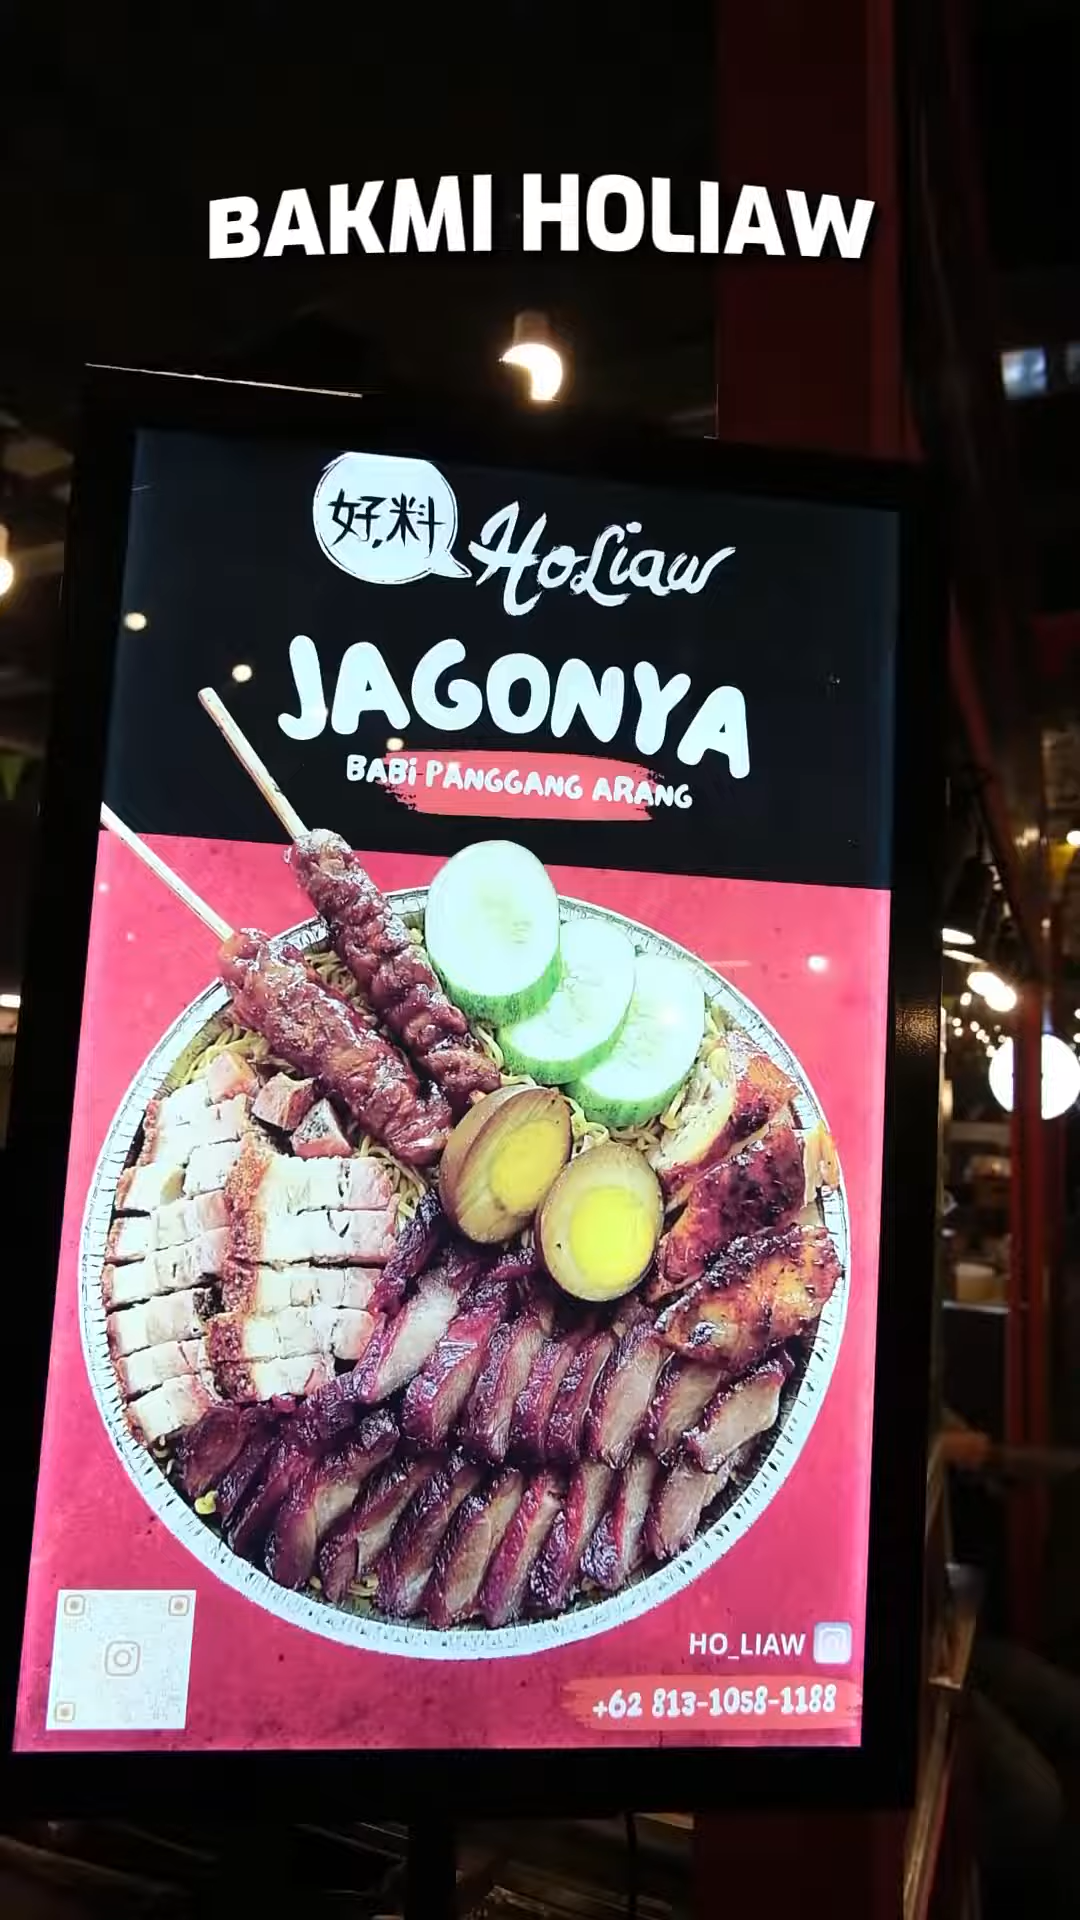 BAKMI HOLIAW
好料 HoLiaw
JAGONYA
BABi PANGGANG ARANG
HO_LIAW
+62 813-1058-1188